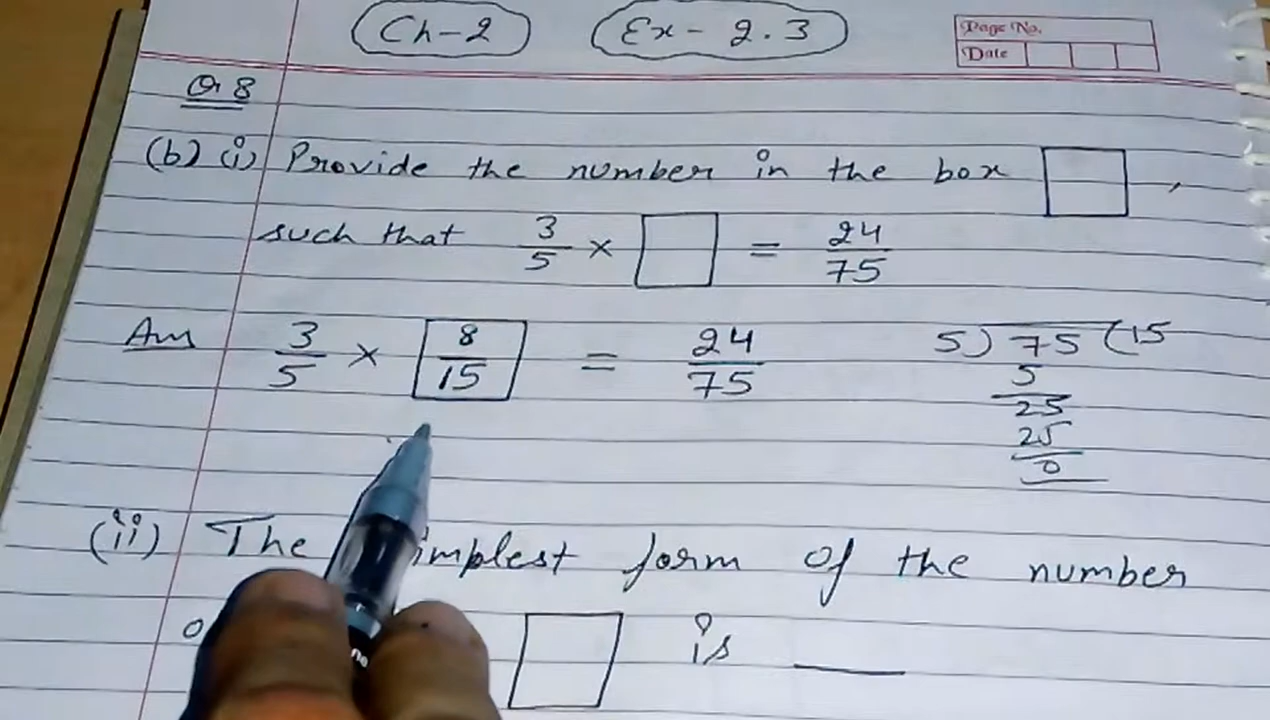 Ch-2 Ex-2.3 Page No.
Date
Q 8
(b) (i) Provide the number in the box □ ,
such that 3/5 × □ = 24/75
Ans 3/5 × 8/15 = 24/75
5) 75 (15
5
25
25
0
(ii) The simplest form of the number
□ is ____